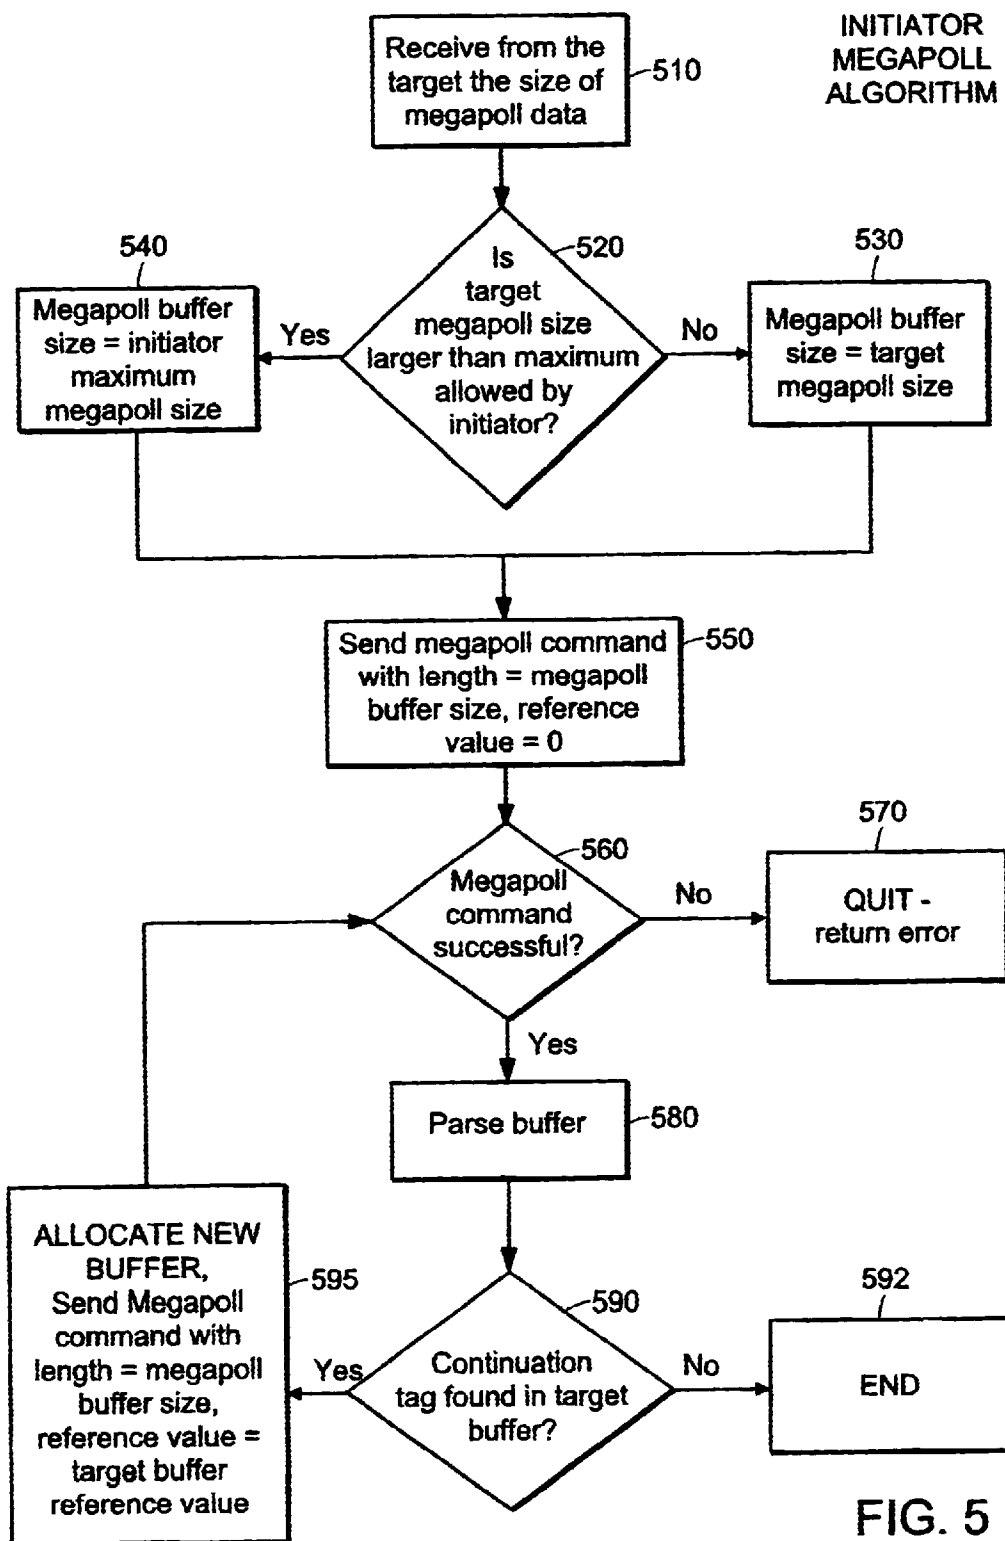 INITIATOR
MEGAPOLL
ALGORITHM
Receive from the
target the size of
megapoll data
510
520
Is
target
megapoll size
larger than maximum
allowed by
initiator?
Yes
No
540
Megapoll buffer
size = initiator
maximum
megapoll size
530
Megapoll buffer
size = target
megapoll size
550
Send megapoll command
with length = megapoll
buffer size, reference
value = 0
560
Megapoll
command
successful?
No
570
QUIT -
return error
Yes
Parse buffer
580
590
Continuation
tag found in target
buffer?
No
592
END
Yes
ALLOCATE NEW
BUFFER,
Send Megapoll
command with
length = megapoll
buffer size,
reference value =
target buffer
reference value
595
FIG. 5